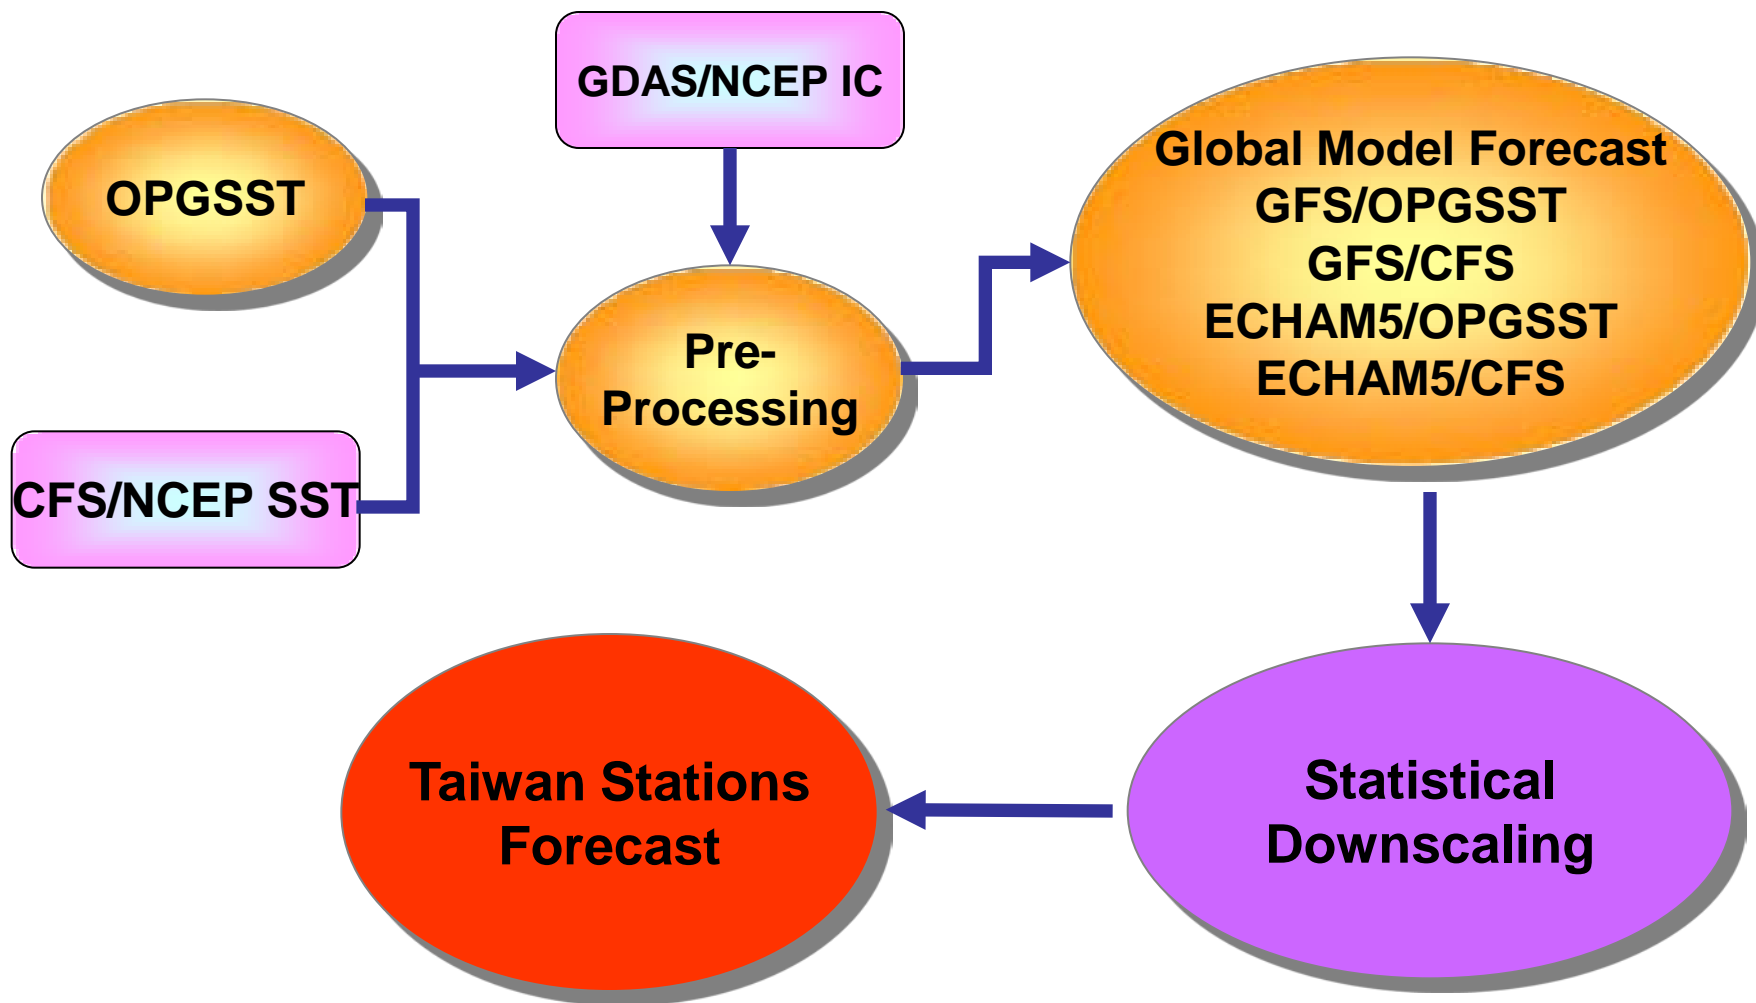 GDAS/NCEP IC
OPGSST
CFS/NCEP SST
Pre-
Processing
Global Model Forecast
GFS/OPGSST
GFS/CFS
ECHAM5/OPGSST
ECHAM5/CFS
Statistical
Downscaling
Taiwan Stations
Forecast